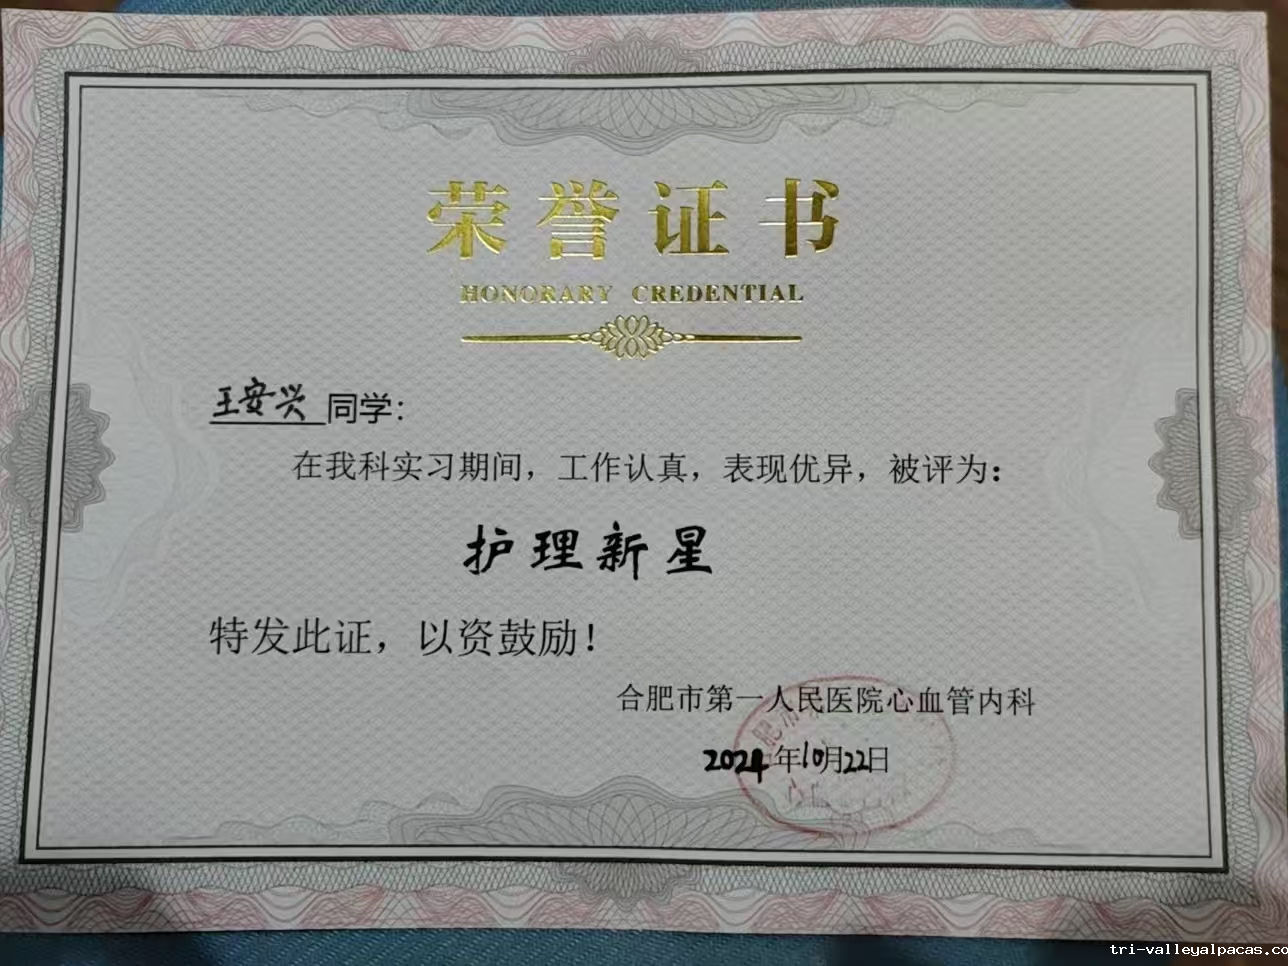 荣誉证书
HONORARY CREDENTIAL
王安兴 同学：
在我科实习期间，工作认真，表现优异，被评为：
护理新星
特发此证，以资鼓励！
合肥市第一人民医院心血管内科
2024年10月22日
tri-valleyalpacas.co